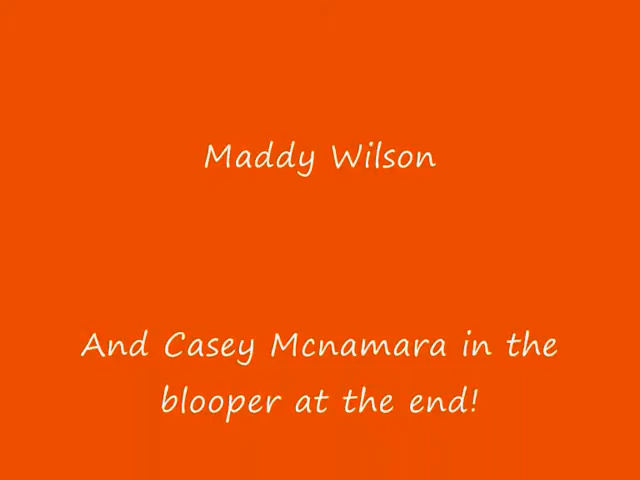 Maddy Wilson
And Casey Mcnamara in the
blooper at the end!